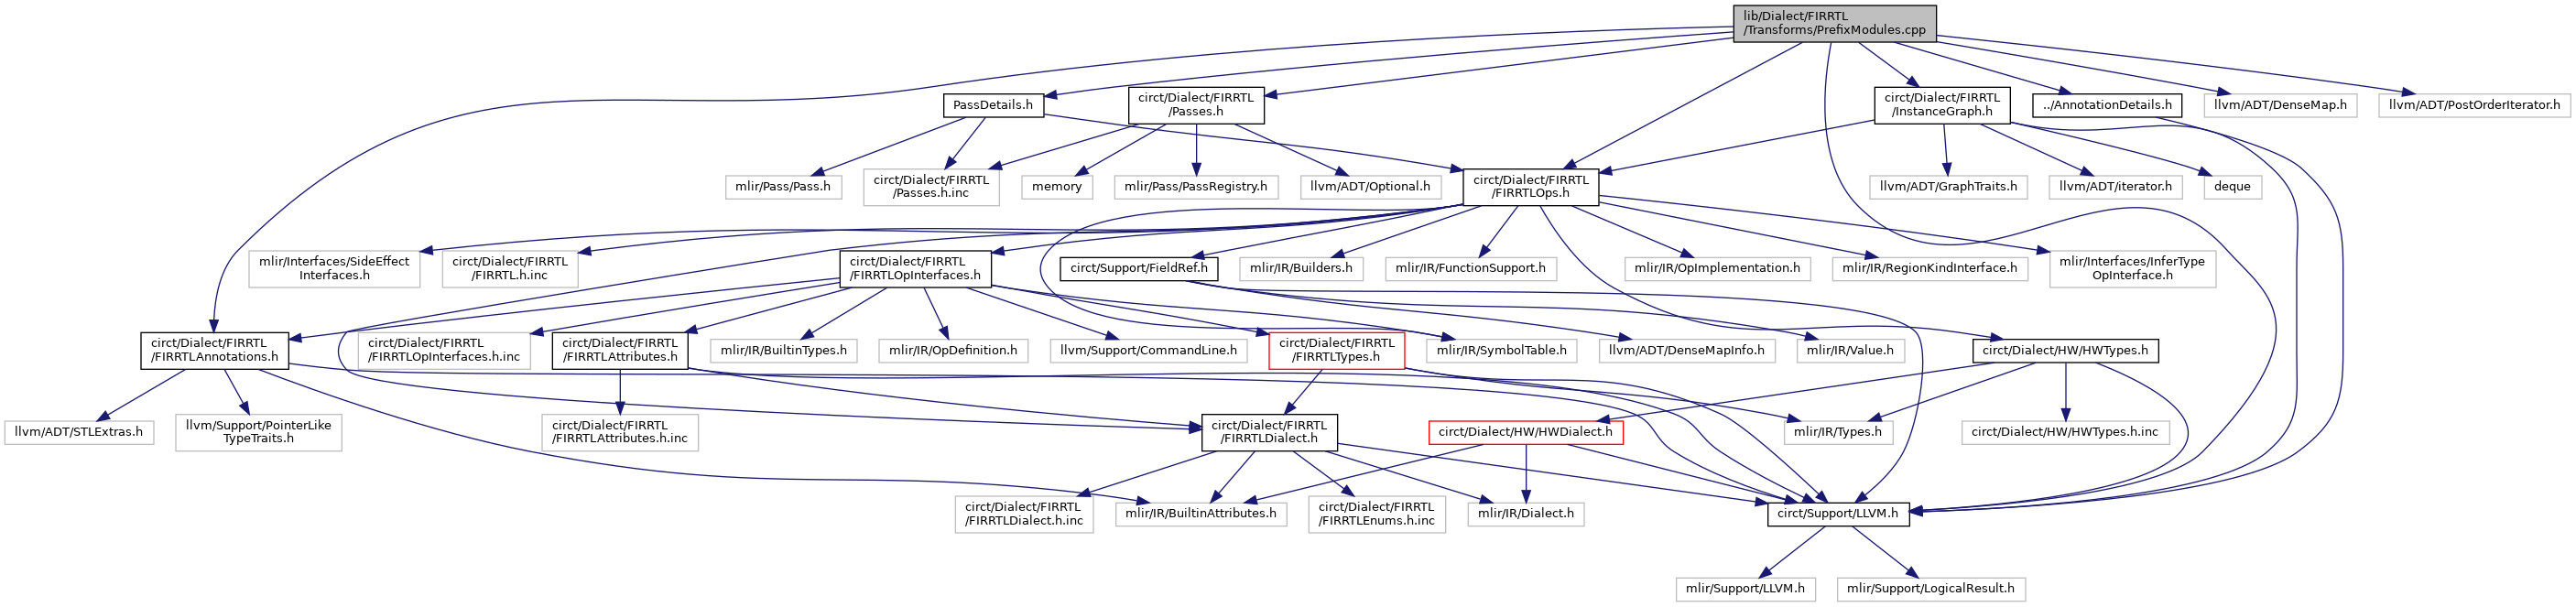 lib/Dialect/FIRRTL
/Transforms/PrefixModules.cpp
PassDetails.h
circt/Dialect/FIRRTL
/Passes.h
circt/Dialect/FIRRTL
/InstanceGraph.h
../AnnotationDetails.h
llvm/ADT/DenseMap.h
llvm/ADT/PostOrderIterator.h
mlir/Pass/Pass.h
circt/Dialect/FIRRTL
/Passes.h.inc
memory
mlir/Pass/PassRegistry.h
llvm/ADT/Optional.h
circt/Dialect/FIRRTL
/FIRRTLOps.h
llvm/ADT/GraphTraits.h
llvm/ADT/iterator.h
deque
mlir/Interfaces/SideEffect
Interfaces.h
circt/Dialect/FIRRTL
/FIRRTL.h.inc
circt/Dialect/FIRRTL
/FIRRTLOpInterfaces.h
circt/Support/FieldRef.h
mlir/IR/Builders.h
mlir/IR/FunctionSupport.h
mlir/IR/OpImplementation.h
mlir/IR/RegionKindInterface.h
mlir/Interfaces/InferType
OpInterface.h
circt/Dialect/FIRRTL
/FIRRTLAnnotations.h
circt/Dialect/FIRRTL
/FIRRTLOpInterfaces.h.inc
circt/Dialect/FIRRTL
/FIRRTLAttributes.h
mlir/IR/BuiltinTypes.h
mlir/IR/OpDefinition.h
llvm/Support/CommandLine.h
circt/Dialect/FIRRTL
/FIRRTLTypes.h
mlir/IR/SymbolTable.h
llvm/ADT/DenseMapInfo.h
mlir/IR/Value.h
circt/Dialect/HW/HWTypes.h
llvm/ADT/STLExtras.h
llvm/Support/PointerLike
TypeTraits.h
circt/Dialect/FIRRTL
/FIRRTLAttributes.h.inc
circt/Dialect/FIRRTL
/FIRRTLDialect.h
circt/Dialect/HW/HWDialect.h
mlir/IR/Types.h
circt/Dialect/HW/HWTypes.h.inc
circt/Dialect/FIRRTL
/FIRRTLDialect.h.inc
mlir/IR/BuiltinAttributes.h
circt/Dialect/FIRRTL
/FIRRTLEnums.h.inc
mlir/IR/Dialect.h
circt/Support/LLVM.h
mlir/Support/LLVM.h
mlir/Support/LogicalResult.h